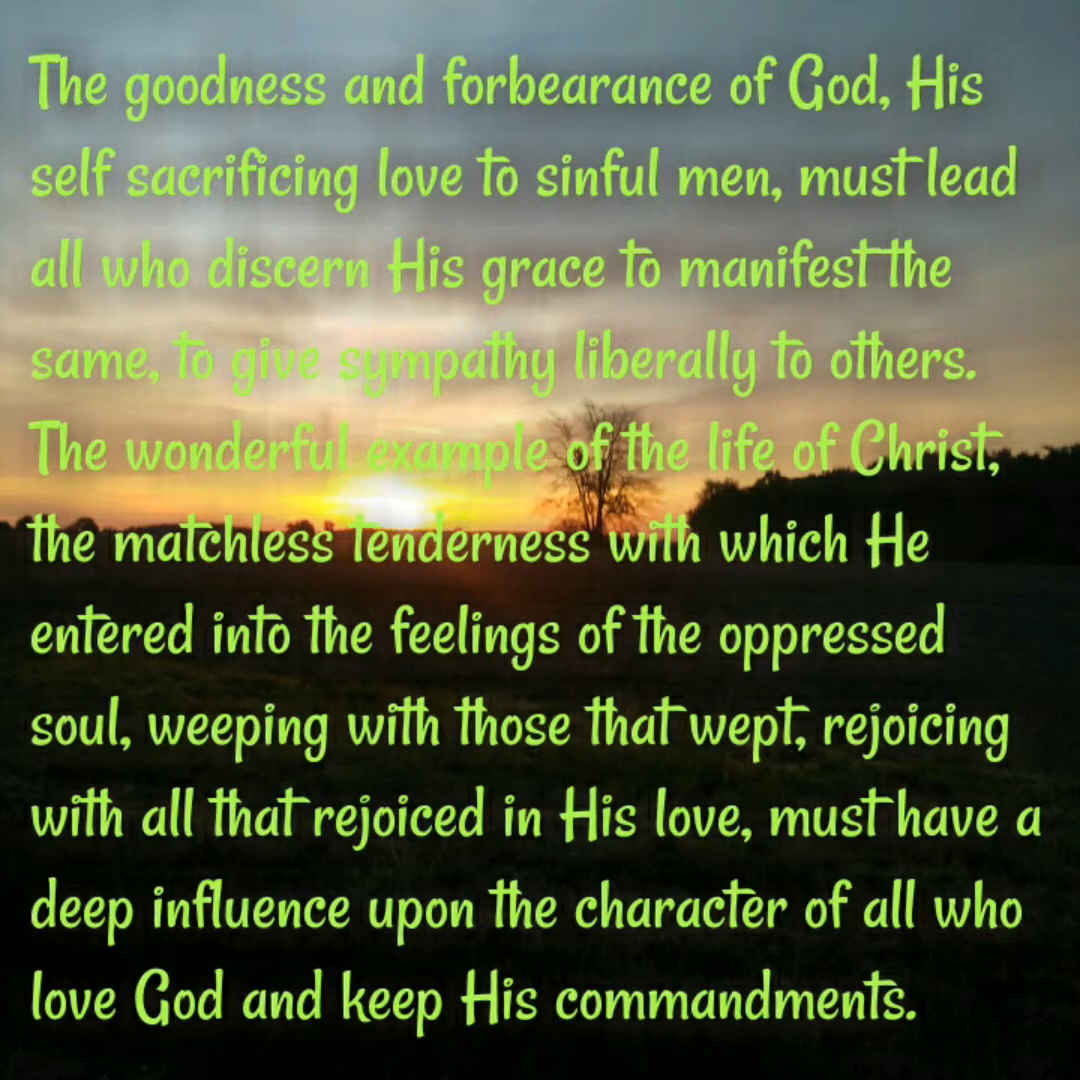 The goodness and forbearance of God, His
self sacrificing love to sinful men, must lead
all who discern His grace to manifest the
same, to give sympathy liberally to others.
The wonderful example of the life of Christ,
the matchless tenderness with which He
entered into the feelings of the oppressed
soul, weeping with those that wept, rejoicing
with all that rejoiced in His love, must have a
deep influence upon the character of all who
love God and keep His commandments.